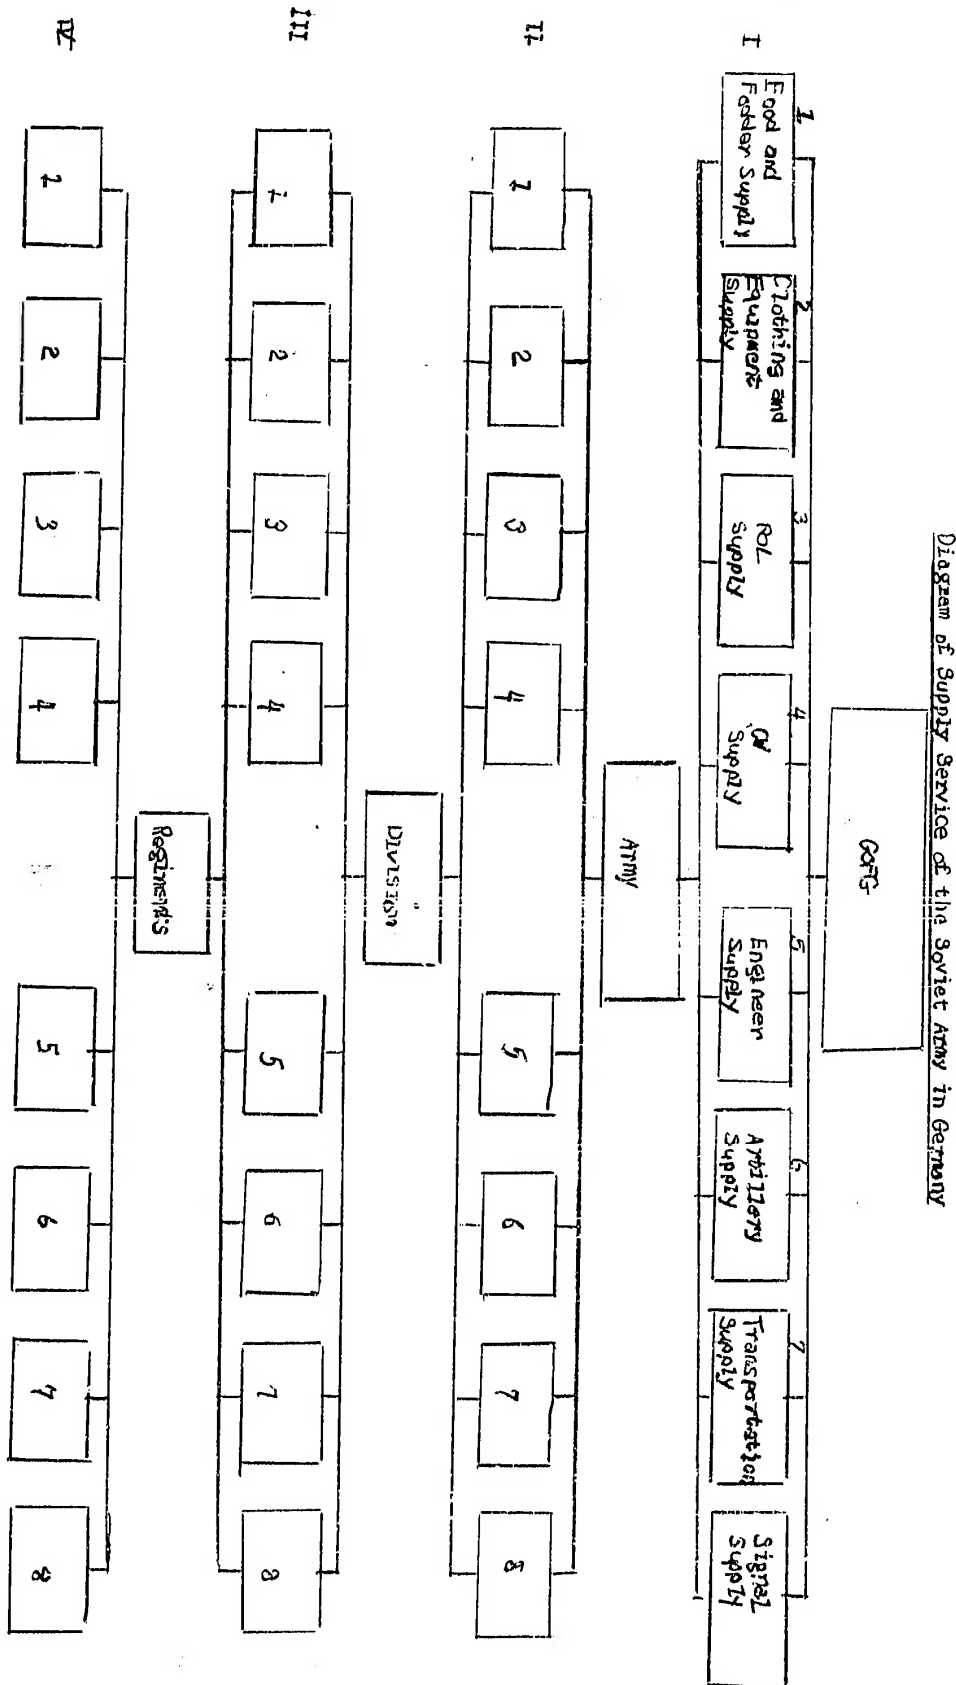 Diagram of Supply Service of the Soviet Army in Germany
GOFG
I
1
Food and
Fodder Supply
2
Clothing and
Equipment
Supply
3
POL
Supply
4
CW
Supply
5
Engineer
Supply
6
Artillery
Supply
7
Transportation
Supply
Signal
Supply
Army
II
1
2
3
4
5
6
7
8
Division
III
1
2
3
4
5
6
7
8
Regiments
IV
1
2
3
4
5
6
7
8